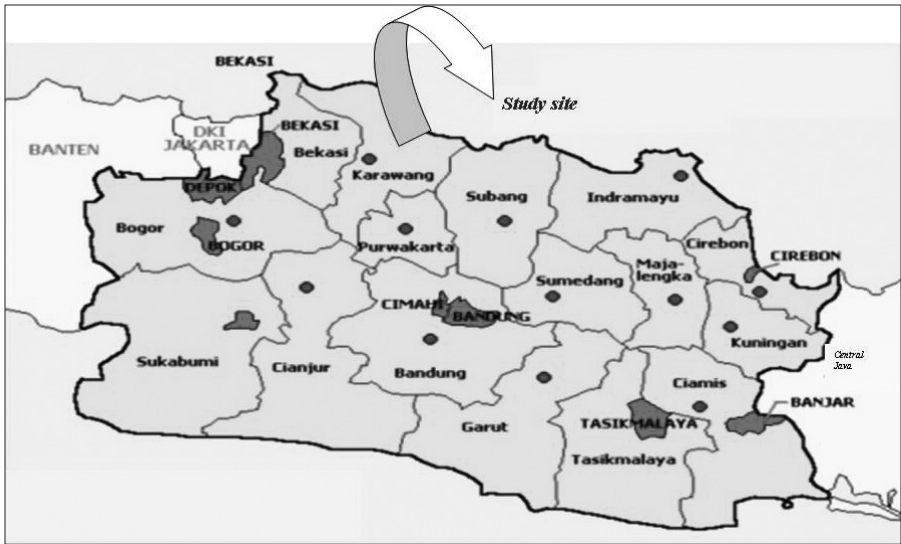 BEKASI
Study site
DKI
JAKARTA
BANTEN
BEKASI
Bekasi
Karawang
DEPOK
Subang
Indramayu
Bogor
BOGOR
Purwakarta
Cirebon
CIREBON
Maja-
lengka
Sumedang
CIMAHI
BANDUNG
Kuningan
Sukabumi
Cianjur
Bandung
Central
Java
Ciamis
BANJAR
Garut
TASIKMALAYA
Tasikmalaya